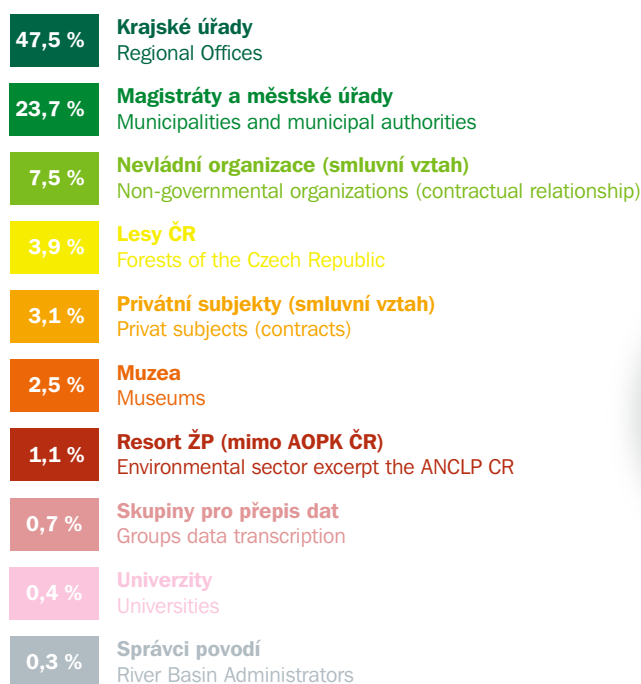 47,5 %
Krajské úřady
Regional Offices
23,7 %
Magistráty a městské úřady
Municipalities and municipal authorities
7,5 %
Nevládní organizace (smluvní vztah)
Non-governmental organizations (contractual relationship)
3,9 %
Lesy ČR
Forests of the Czech Republic
3,1 %
Privátní subjekty (smluvní vztah)
Privat subjects (contracts)
2,5 %
Muzea
Museums
1,1 %
Resort ŽP (mimo AOPK ČR)
Environmental sector excerpt the ANCLP CR
0,7 %
Skupiny pro přepis dat
Groups data transcription
0,4 %
Univerzity
Universities
0,3 %
Správci povodí
River Basin Administrators